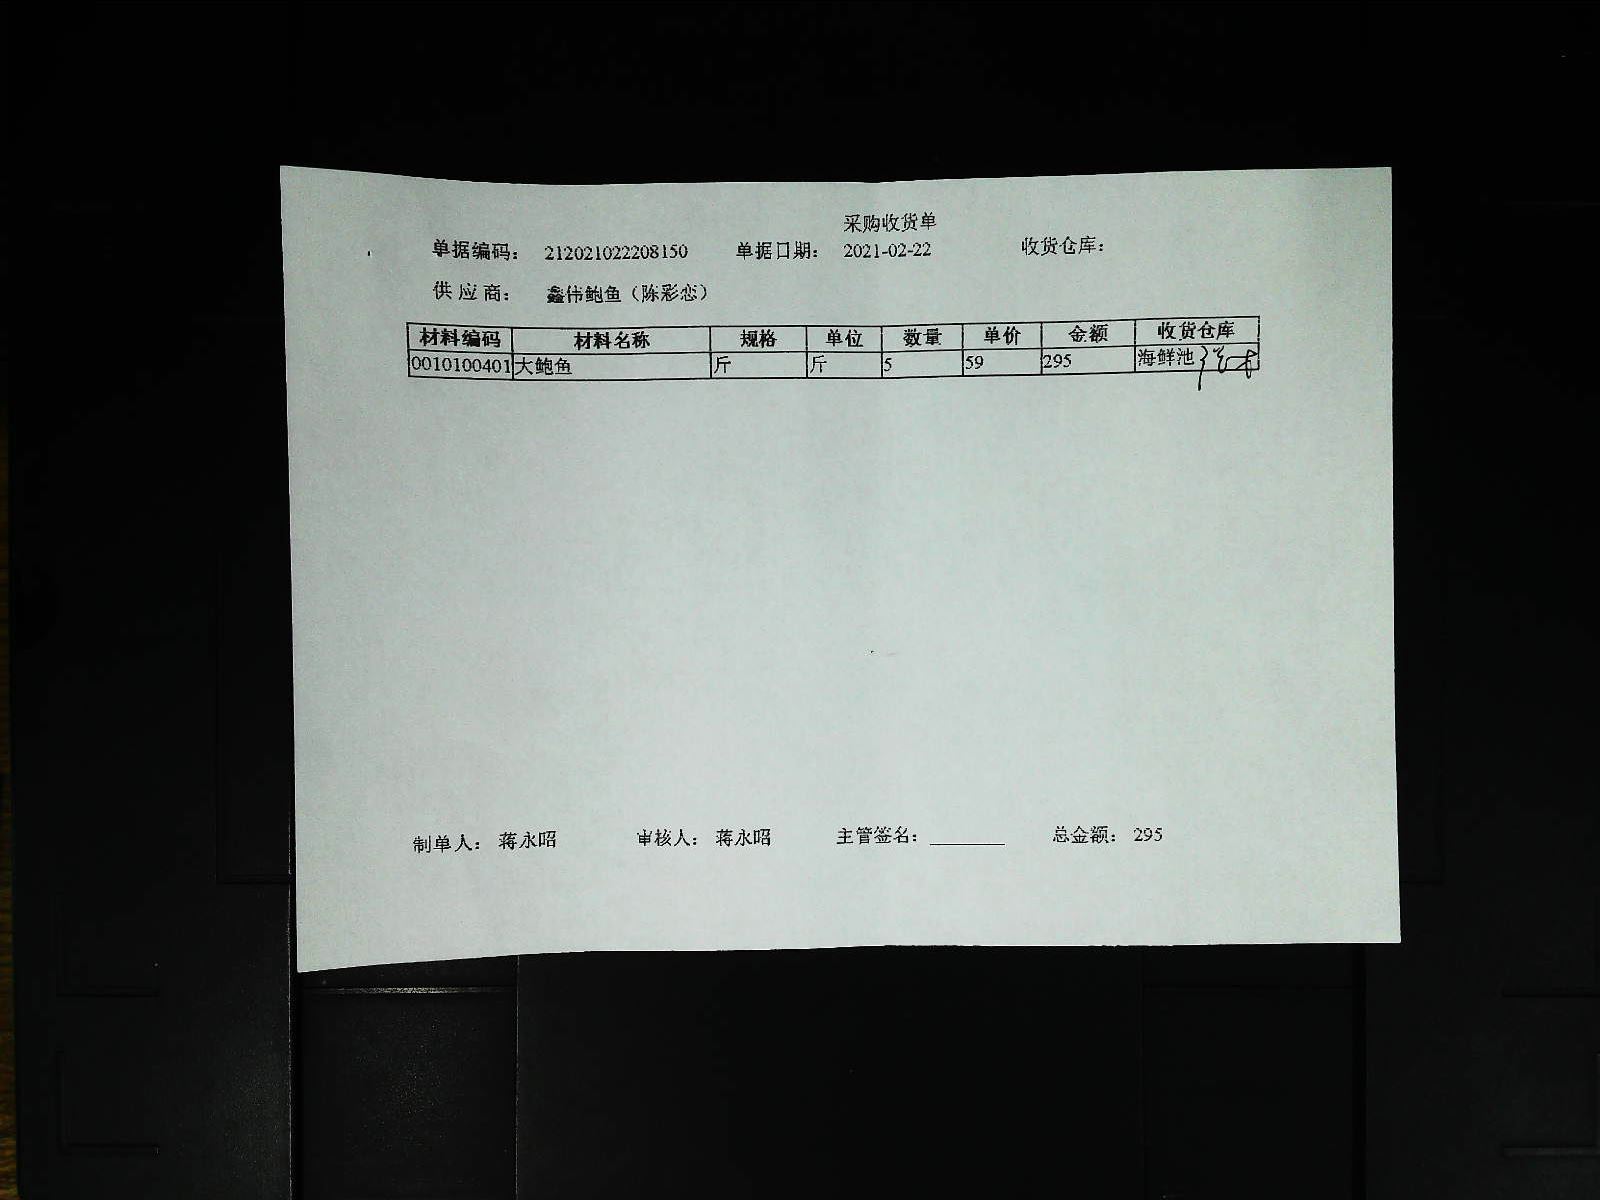 采购收货单
单据编码： 212021022208150 单据日期： 2021-02-22 收货仓库：
供 应 商： 鑫伟鲍鱼（陈彩恋）
材料编码 材料名称 规格 单位 数量 单价 金额 收货仓库
0010100401 大鲍鱼 斤 斤 5 59 295 海鲜池
制单人： 蒋永昭 审核人： 蒋永昭 主管签名：________ 总金额： 295